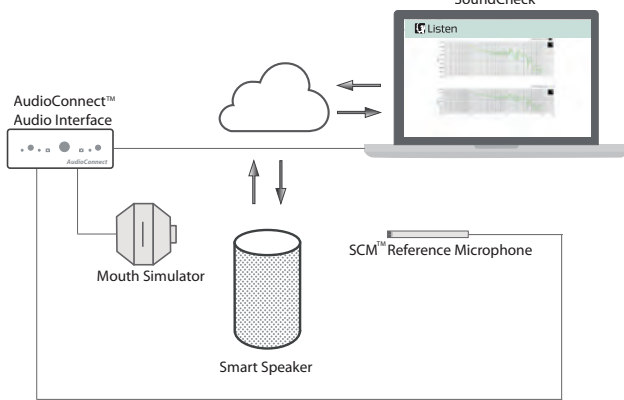 SoundCheck
Listen
AudioConnect™
Audio Interface
AudioConnect
Mouth Simulator
SCM™ Reference Microphone
Smart Speaker